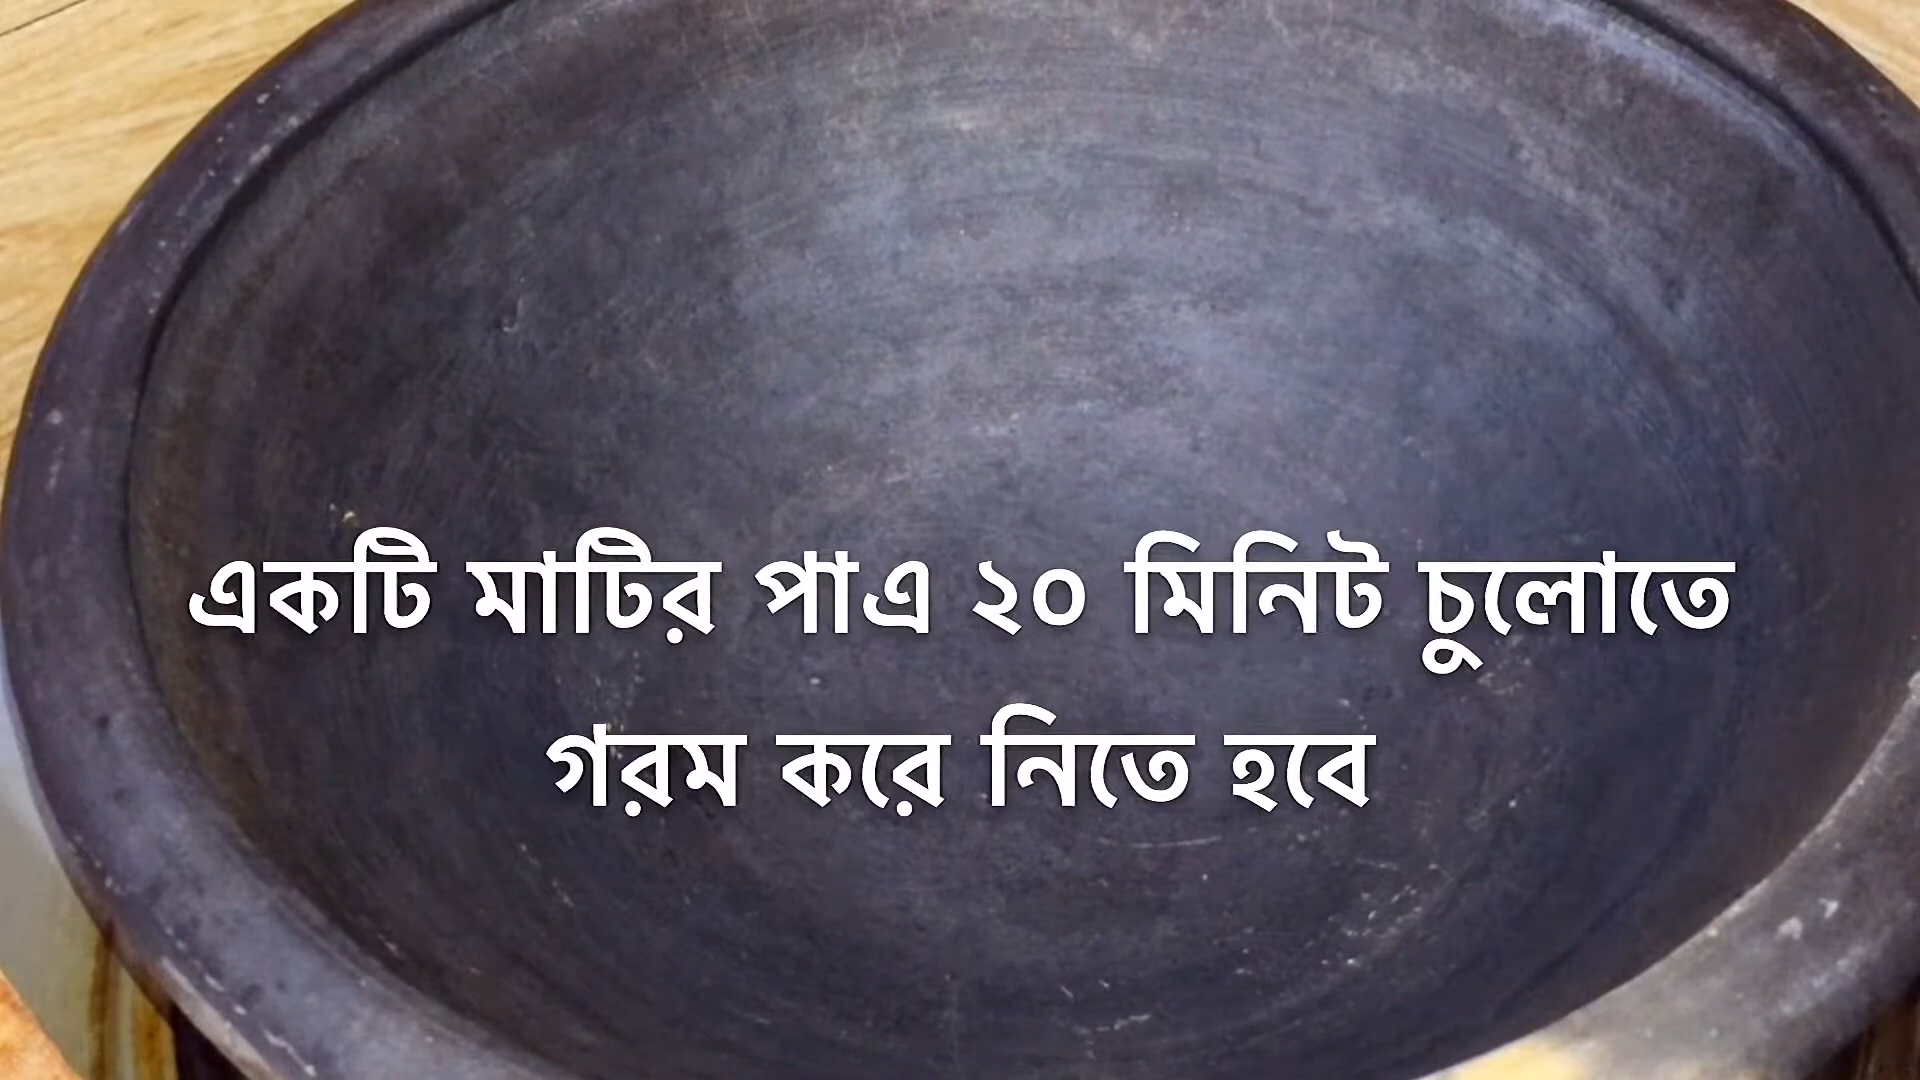 একটি মাটির পাএ ২০ মিনিট চুলোতে
গরম করে নিতে হবে